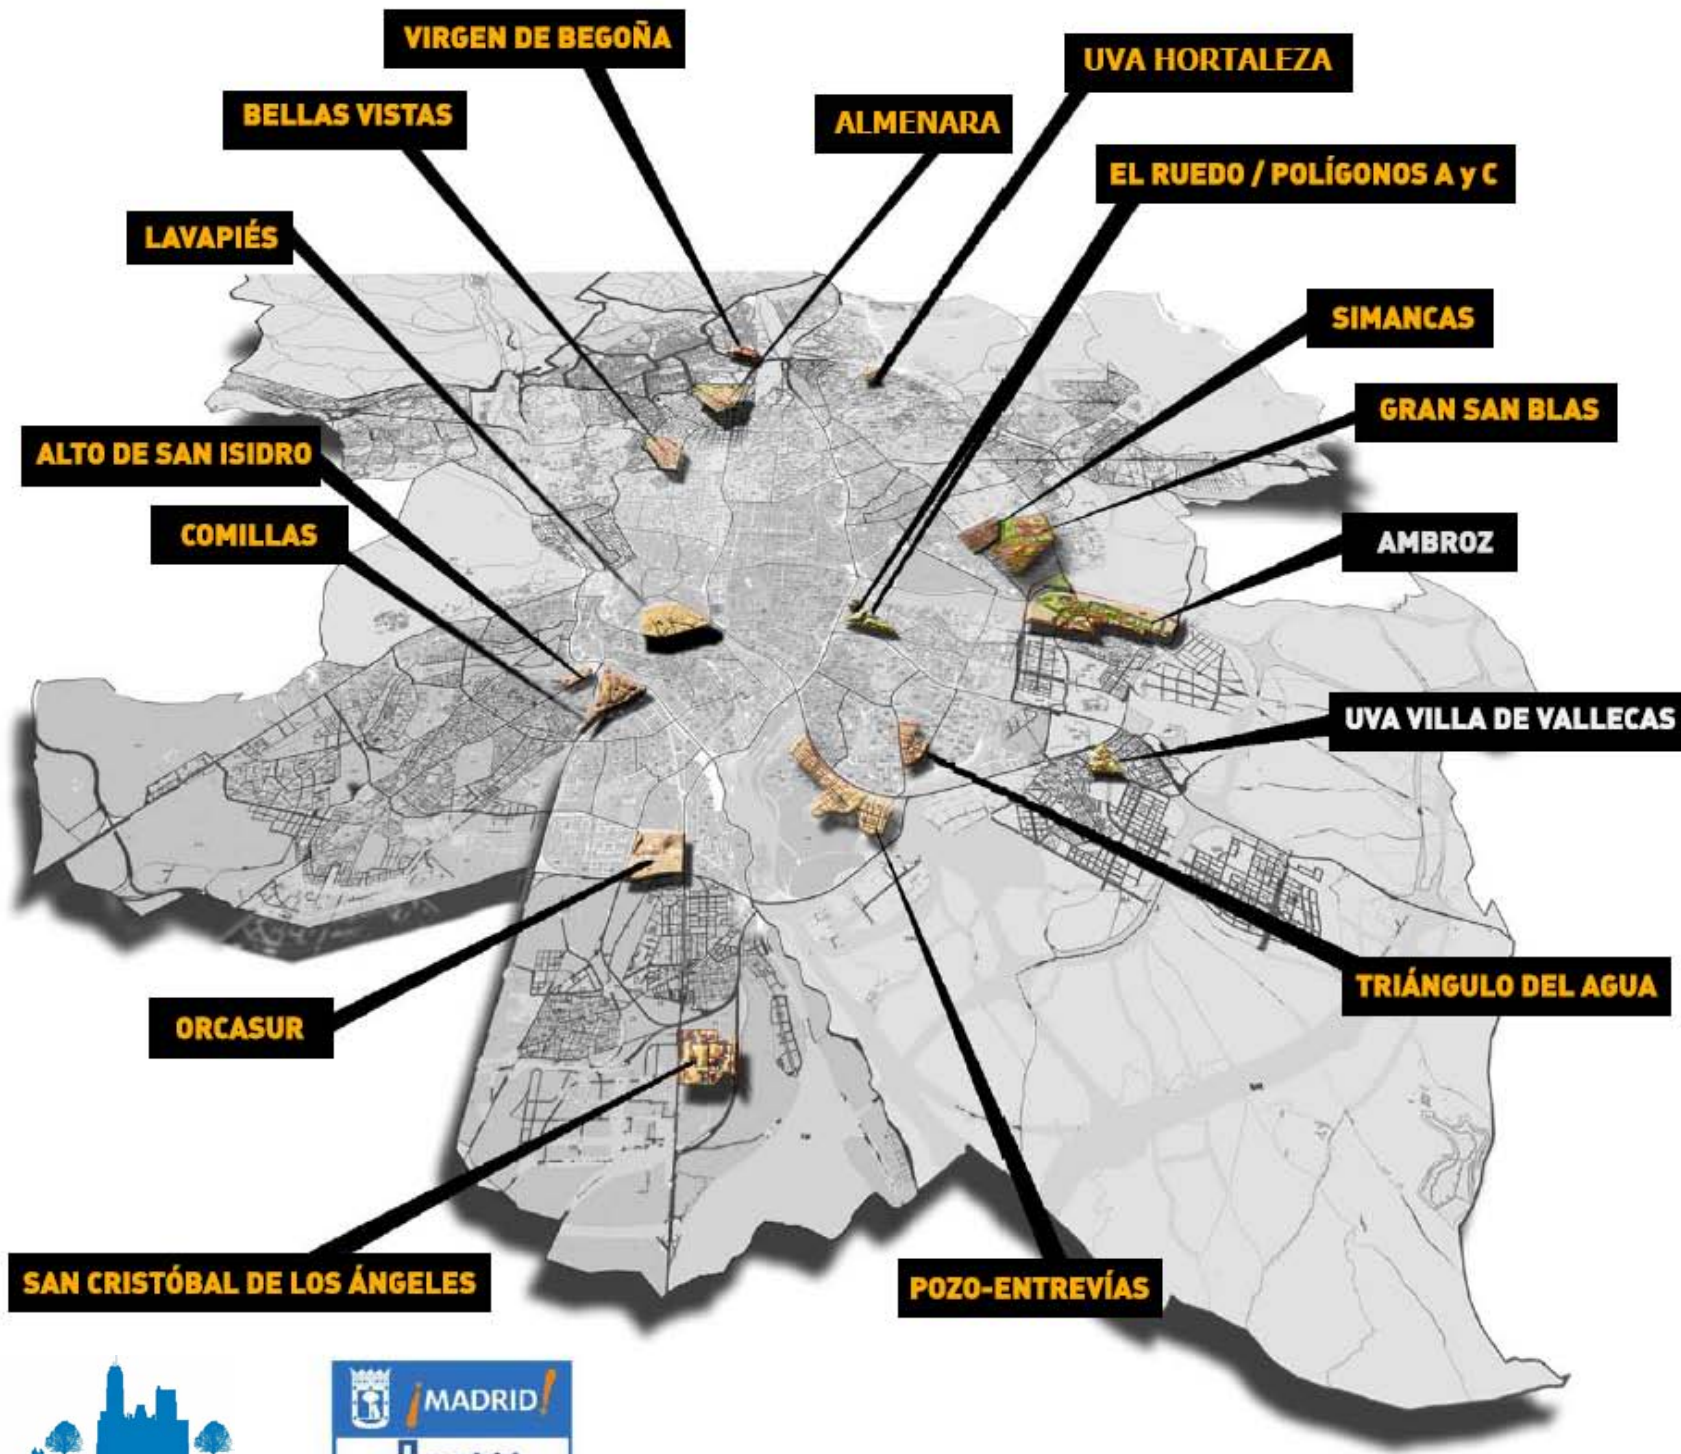 VIRGEN DE BEGOÑA
UVA HORTALEZA
BELLAS VISTAS
ALMENARA
EL RUEDO / POLÍGONOS A y C
LAVAPIÉS
SIMANCAS
GRAN SAN BLAS
ALTO DE SAN ISIDRO
COMILLAS
AMBROZ
UVA VILLA DE VALLECAS
TRIÁNGULO DEL AGUA
ORCASUR
SAN CRISTÓBAL DE LOS ÁNGELES
POZO-ENTREVÍAS
¡MADRID!